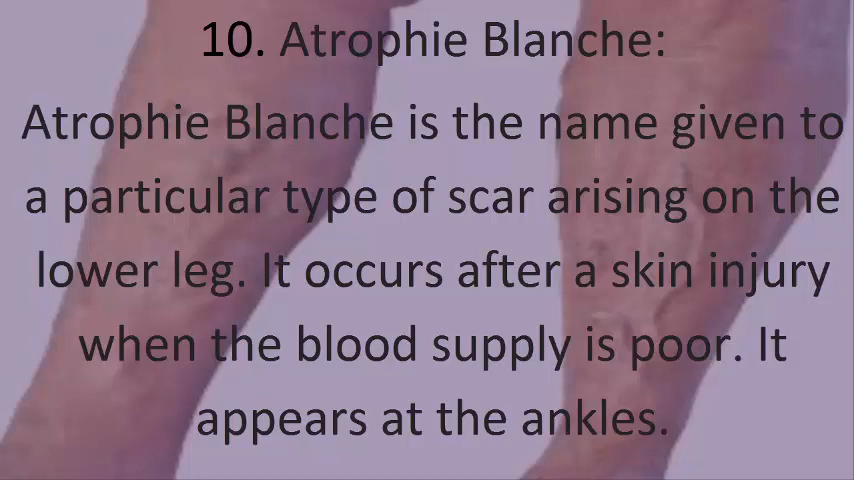 10. Atrophie Blanche:
Atrophie Blanche is the name given to
a particular type of scar arising on the
lower leg. It occurs after a skin injury
when the blood supply is poor. It
appears at the ankles.